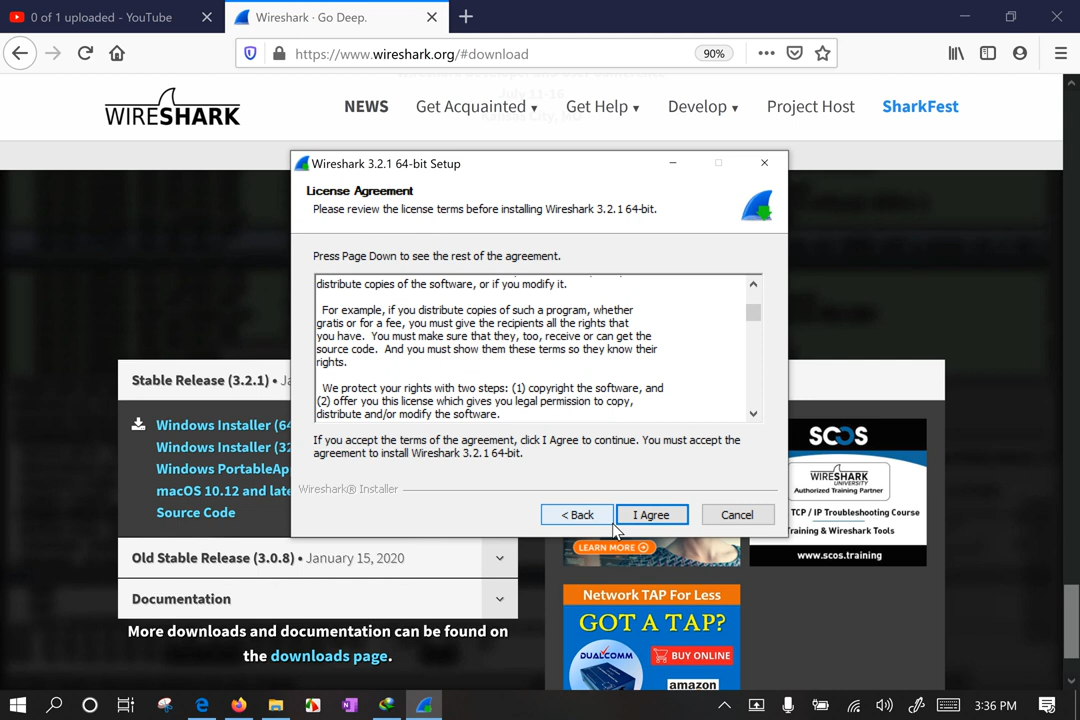 0 of 1 uploaded - YouTube
Wireshark · Go Deep.
https://www.wireshark.org/#download
90%
July 11-16
Kansas City, MO
WIRESHARK
NEWS
Get Acquainted
Get Help
Develop
Project Host
SharkFest
Wireshark 3.2.1 64-bit Setup
License Agreement
Please review the license terms before installing Wireshark 3.2.1 64-bit.
Press Page Down to see the rest of the agreement.
distribute copies of the software, or if you modify it.
For example, if you distribute copies of such a program, whether
gratis or for a fee, you must give the recipients all the rights that
you have. You must make sure that they, too, receive or can get the
source code. And you must show them these terms so they know their
rights.
We protect your rights with two steps: (1) copyright the software, and
(2) offer you this license which gives you legal permission to copy,
distribute and/or modify the software.
If you accept the terms of the agreement, click I Agree to continue. You must accept the
agreement to install Wireshark 3.2.1 64-bit.
Wireshark® Installer
< Back
I Agree
Cancel
Stable Release (3.2.1) • Ja
Windows Installer (64
Windows Installer (32
Windows PortableAp
macOS 10.12 and late
Source Code
Old Stable Release (3.0.8) • January 15, 2020
Documentation
More downloads and documentation can be found on
the downloads page.
SCOS
WIRESHARK
UNIVERSITY
Authorized Training Partner
TCP / IP Troubleshooting Course
Training & Wireshark Tools
www.scos.training
LEARN MORE
Network TAP For Less
GOT A TAP?
DUALCOMM
BUY ONLINE
amazon
3:36 PM